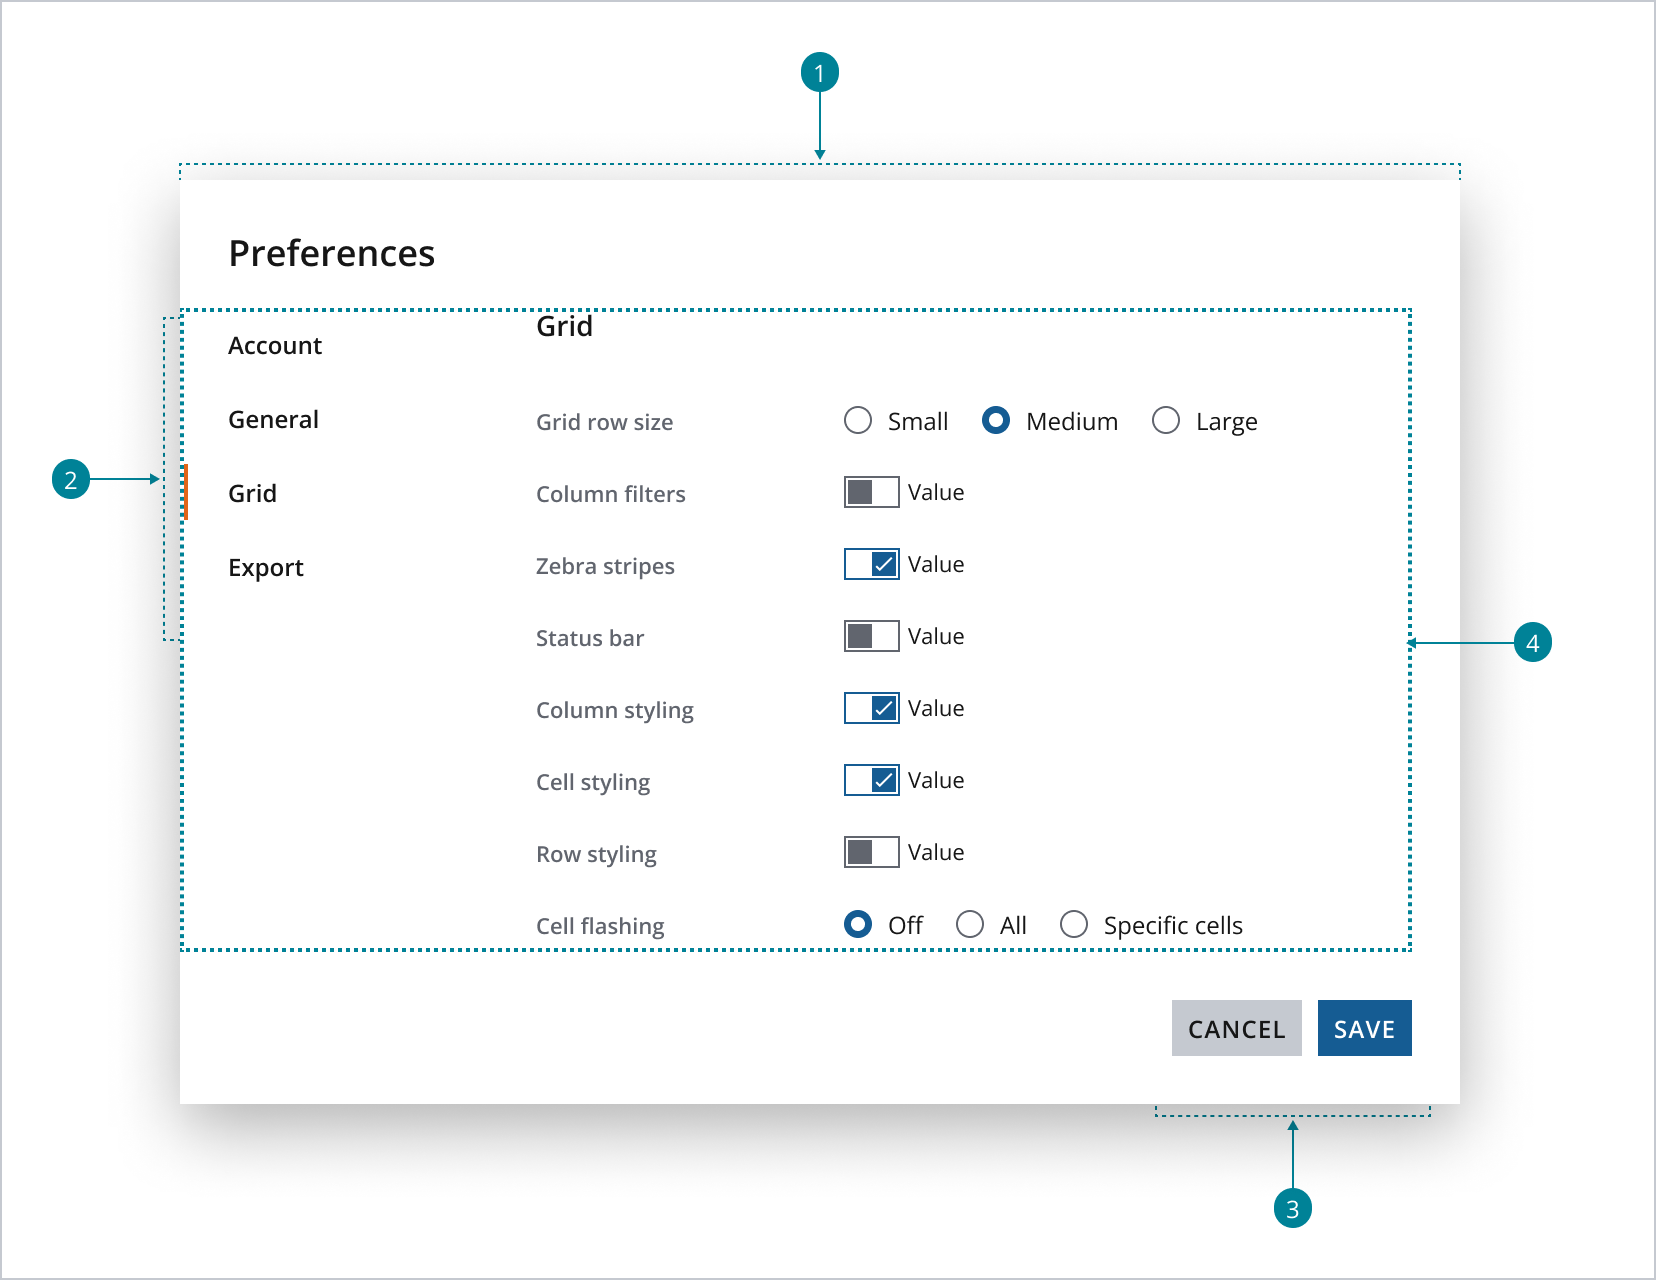 1
Preferences
Account
General
2
Grid
Export
Grid
Grid row size Small Medium Large
Column filters Value
Zebra stripes Value
Status bar Value
4
Column styling Value
Cell styling Value
Row styling Value
Cell flashing Off All Specific cells
CANCEL SAVE
3